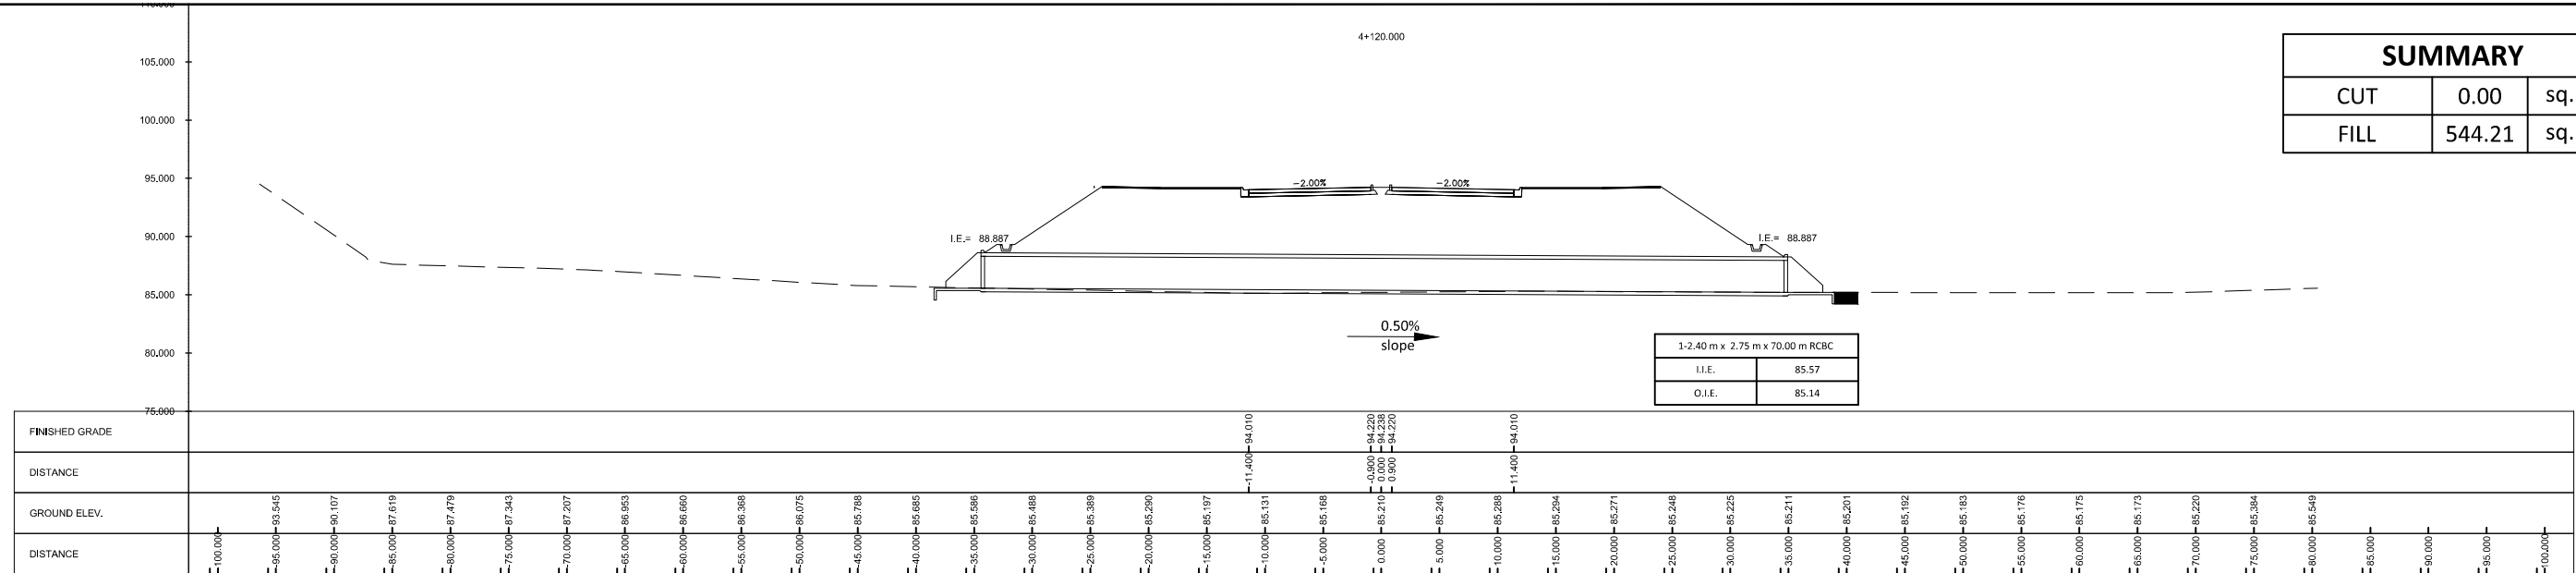 110.000
4+120.000
105.000
100.000
95.000
90.000
85.000
80.000
75.000
SUMMARY
CUT 0.00 sq.
FILL 544.21 sq.
-2.00% -2.00%
I.E.= 88.887 I.E.= 88.887
0.50%
slope
1-2.40 m x 2.75 m x 70.00 m RCBC
I.I.E. 85.57
O.I.E. 85.14
FINISHED GRADE 94.010 94.220 94.238 94.220 94.010
DISTANCE -11.400 -0.900 0.000 0.900 11.400
GROUND ELEV. 93.545 90.107 87.619 87.479 87.343 87.207 86.953 86.660 86.368 86.075 85.788 85.685 85.586 85.488 85.389 85.290 85.197 85.131 85.168 85.210 85.249 85.288 85.294 85.271 85.248 85.225 85.211 85.201 85.192 85.183 85.176 85.175 85.173 85.220 85.384 85.549
DISTANCE -100.000 -95.000 -90.000 -85.000 -80.000 -75.000 -70.000 -65.000 -60.000 -55.000 -50.000 -45.000 -40.000 -35.000 -30.000 -25.000 -20.000 -15.000 -10.000 -5.000 0.000 5.000 10.000 15.000 20.000 25.000 30.000 35.000 40.000 45.000 50.000 55.000 60.000 65.000 70.000 75.000 80.000 85.000 90.000 95.000 100.000